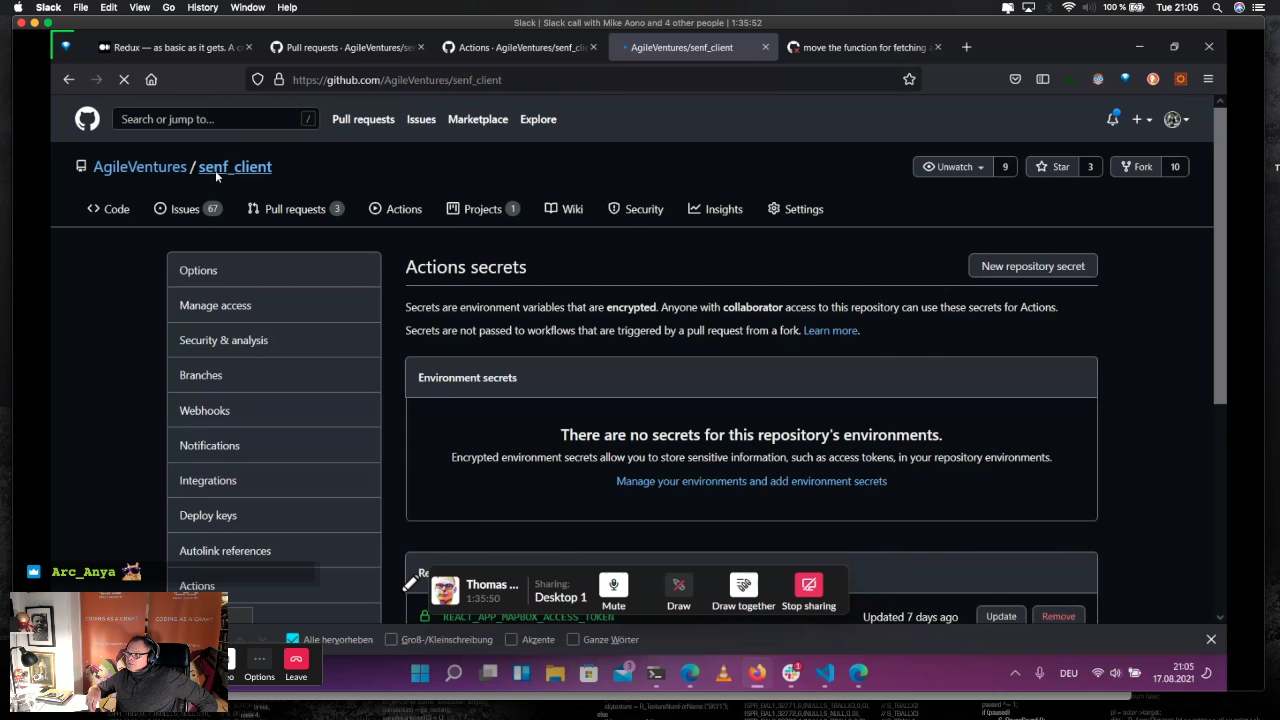 Slack File Edit View Go History Window Help 100 % Tue 21:05
Slack call with Mike Aono and 4 other people | 1:35:52
Redux — as basic as it gets. A c Pull requests · AgileVentures/se Actions · AgileVentures/senf_clie AgileVentures/senf_client move the function for fetching
https://github.com/AgileVentures/senf_client
Search or jump to... / Pull requests Issues Marketplace Explore
AgileVentures / senf_client Unwatch 9 Star 3 Fork 10
Code Issues 67 Pull requests 3 Actions Projects 1 Wiki Security Insights Settings
Options
Manage access
Security & analysis
Branches
Webhooks
Notifications
Integrations
Deploy keys
Autolink references
Actions
Actions secrets New repository secret
Secrets are environment variables that are encrypted. Anyone with collaborator access to this repository can use these secrets for Actions.
Secrets are not passed to workflows that are triggered by a pull request from a fork. Learn more.
Environment secrets
There are no secrets for this repository's environments.
Encrypted environment secrets allow you to store sensitive information, such as access tokens, in your repository environments.
Manage your environments and add environment secrets
Re
REACT_APP_MAPBOX_ACCESS_TOKEN Updated 7 days ago Update Remove
Arc_Anya
Thomas ...
1:35:50
Sharing:
Desktop 1
Mute Draw Draw together Stop sharing
Alle hervorheben Groß-/Kleinschreibung Akzente Ganze Wörter
CODING AS A CRAFT
Options Leave
DEU 21:05
17.08.2021